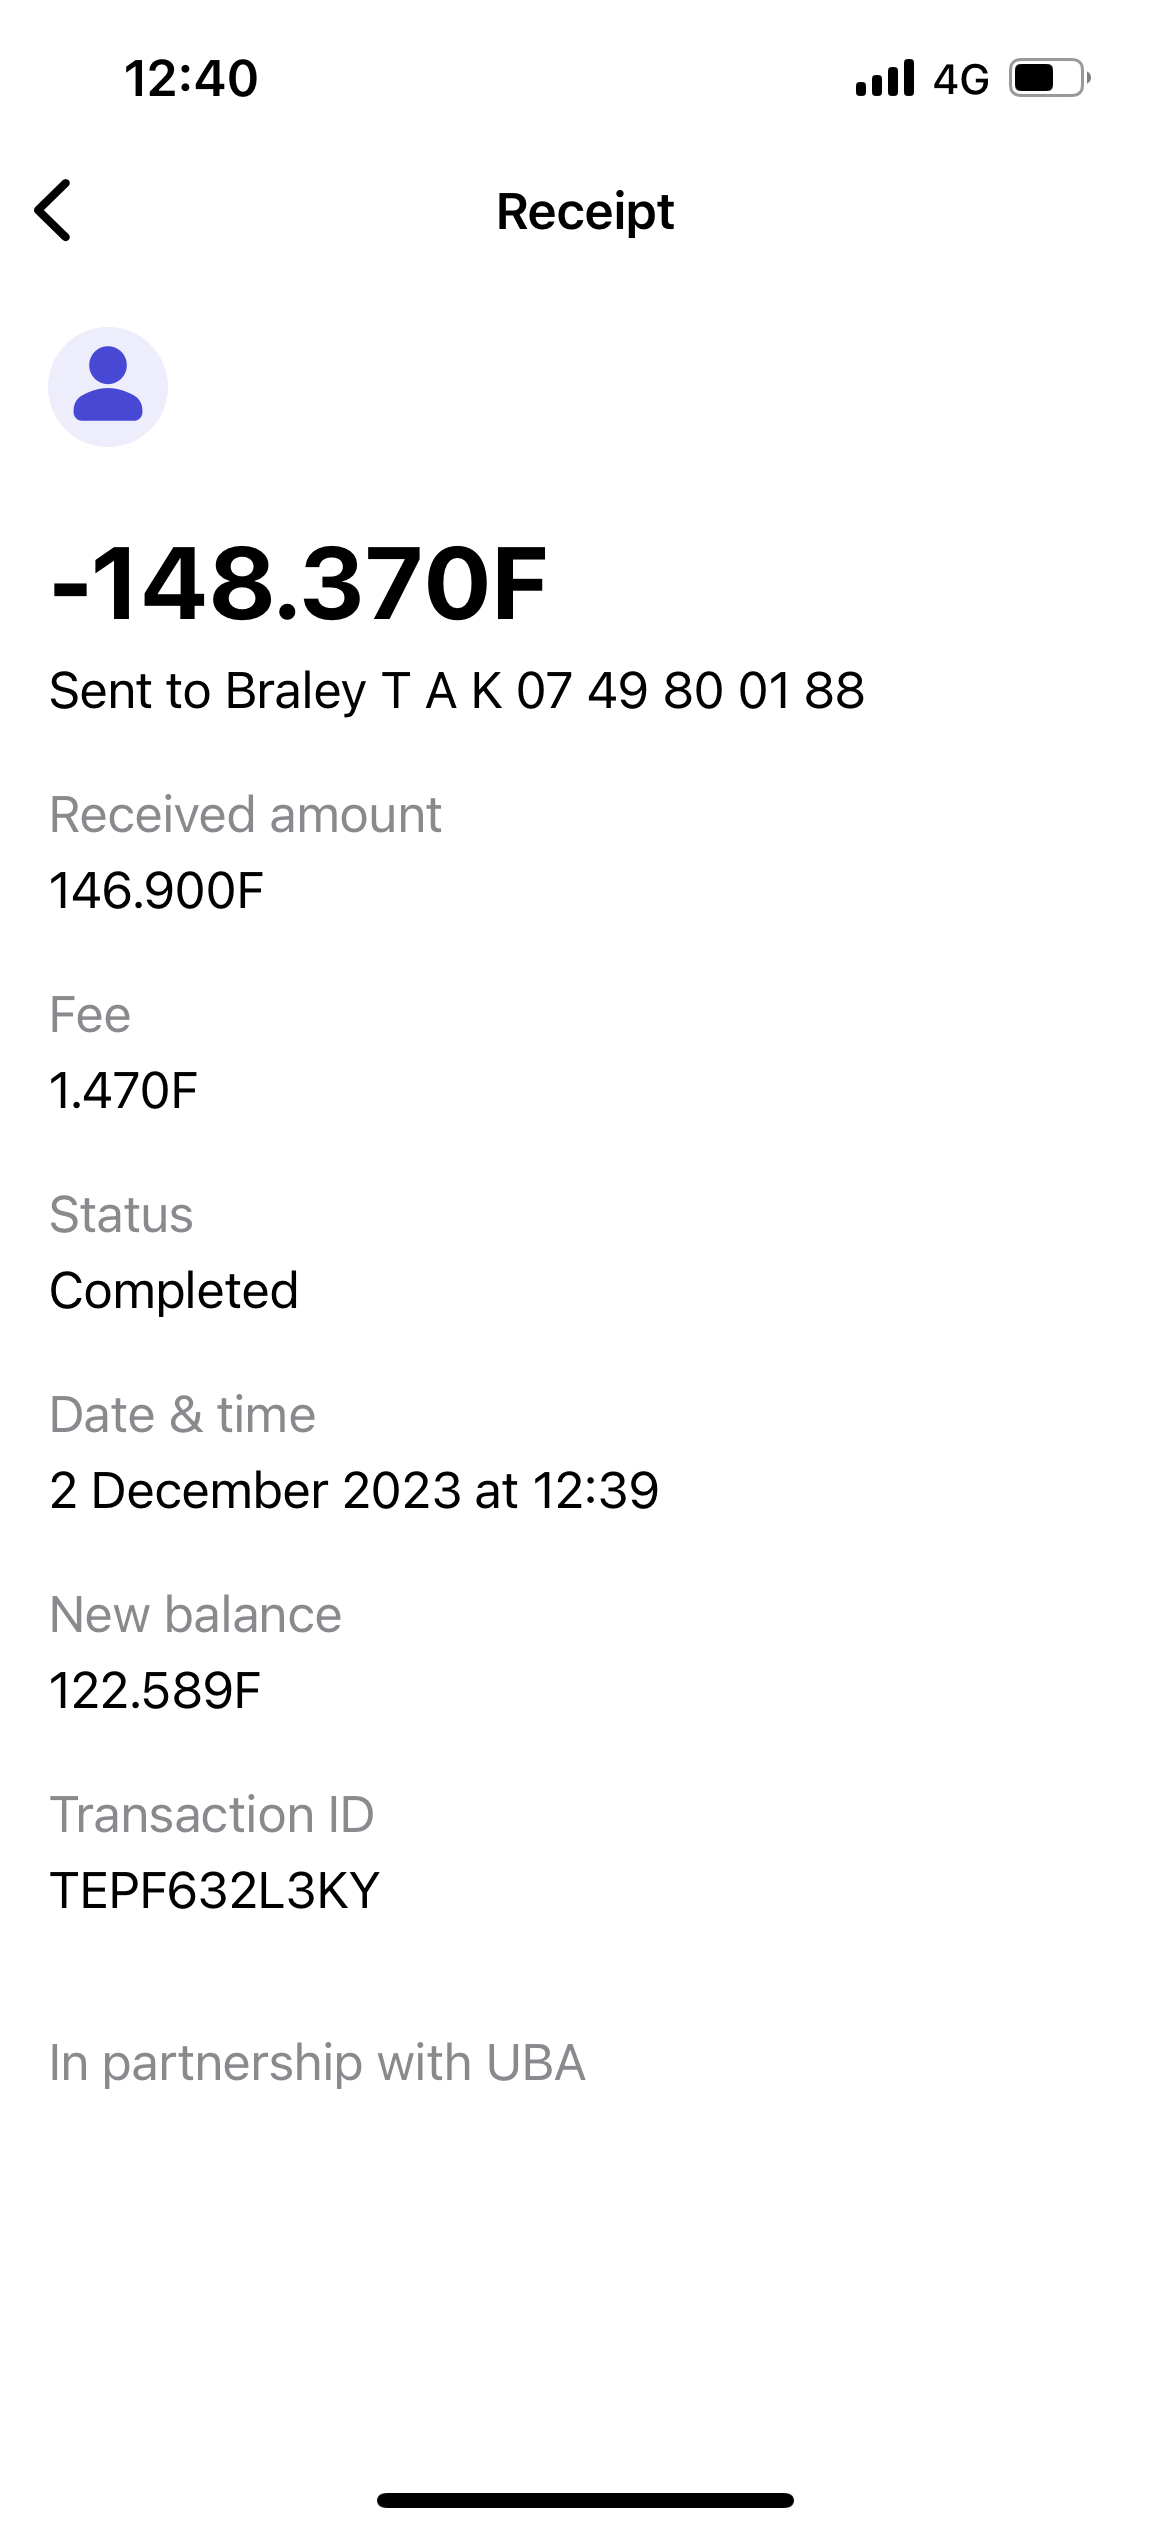 12:40
4G
Receipt
-148.370F
Sent to Braley T A K 07 49 80 01 88
Received amount
146.900F
Fee
1.470F
Status
Completed
Date & time
2 December 2023 at 12:39
New balance
122.589F
Transaction ID
TEPF632L3KY
In partnership with UBA